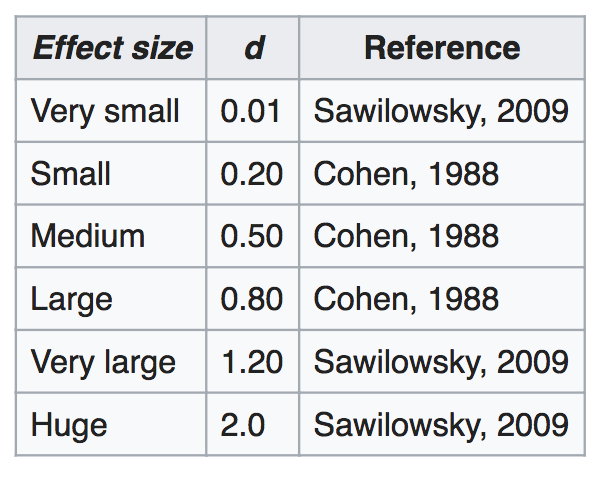 Effect size d Reference
Very small 0.01 Sawilowsky, 2009
Small 0.20 Cohen, 1988
Medium 0.50 Cohen, 1988
Large 0.80 Cohen, 1988
Very large 1.20 Sawilowsky, 2009
Huge 2.0 Sawilowsky, 2009